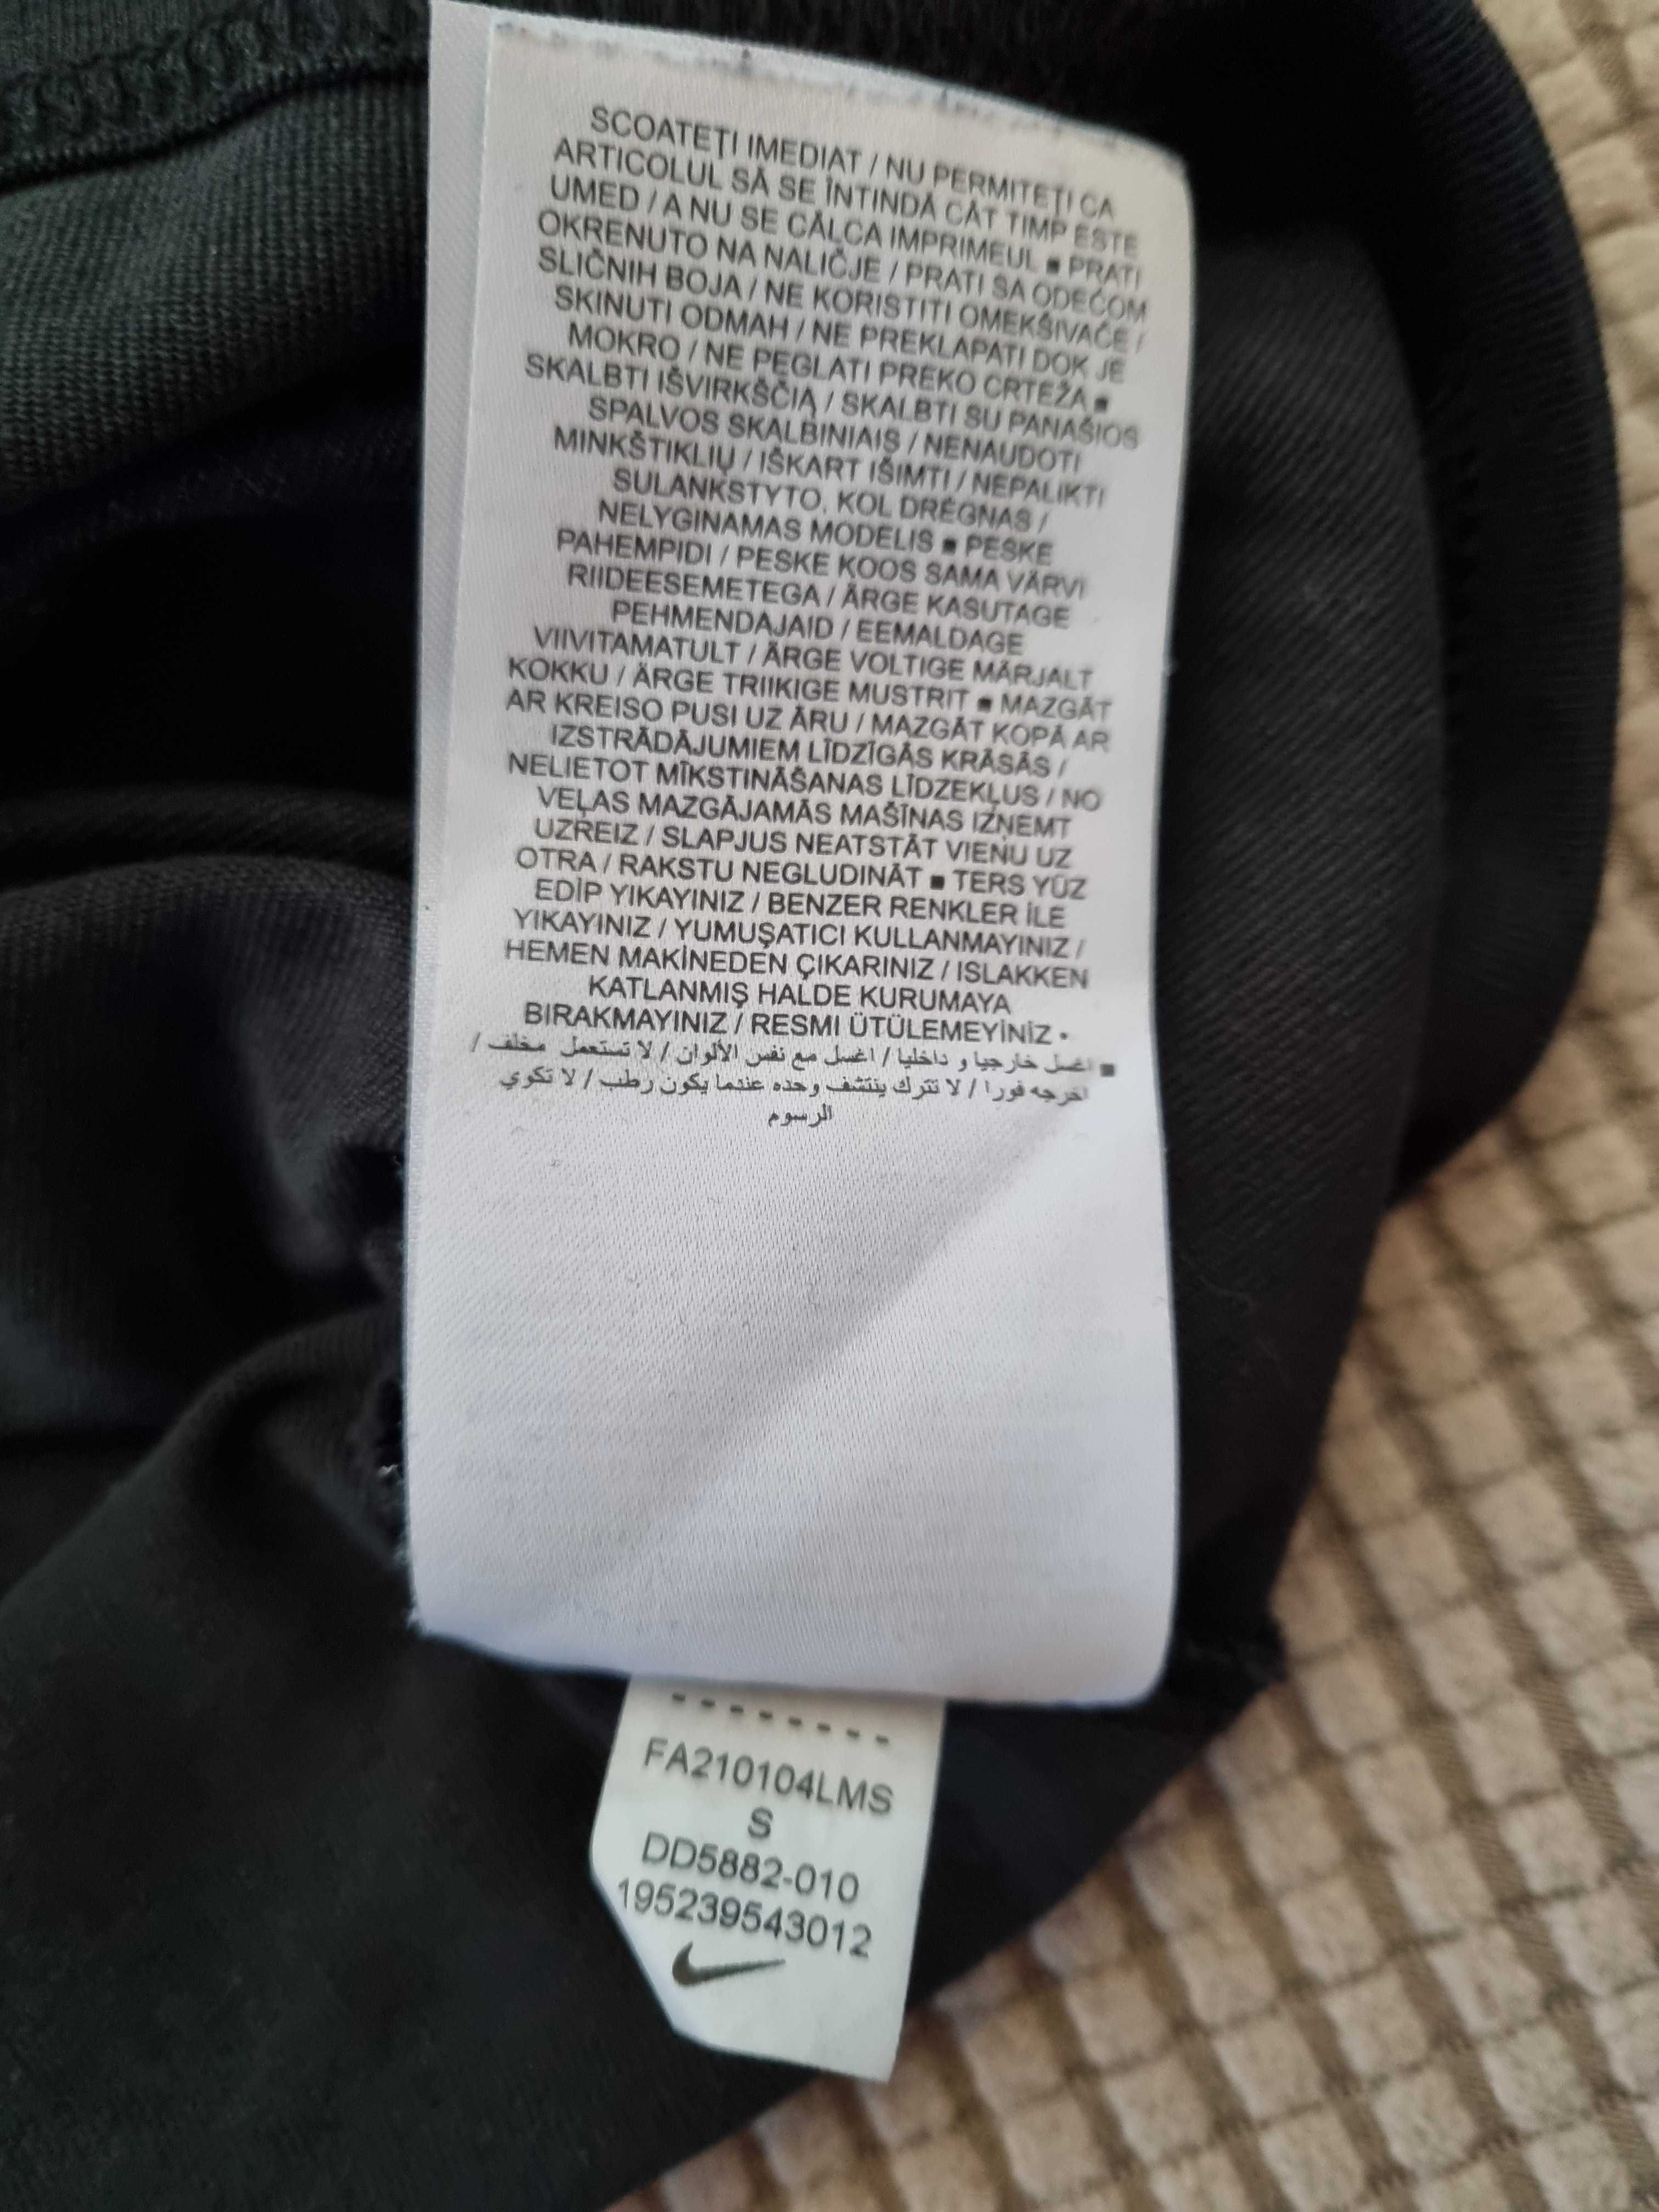 SCOATEȚI IMEDIAT / NU PERMITEȚI CA
ARTICOLUL SĂ SE ÎNTINDĂ CÂT TIMP ESTE
UMED / A NU SE CĂLCA IMPRIMEUL ■ PRATI
OKRENUTO NA NALIČJE / PRATI SA ODEĆOM
SLIČNIH BOJA / NE KORISTITI OMEKŠIVAČE /
SKINUTI ODMAH / NE PREKLAPATI DOK JE
MOKRO / NE PEGLATI PREKO CRTEŽA ■
SKALBTI IŠVIRKŠČIĄ / SKALBTI SU PANAŠIOS
SPALVOS SKALBINIAIS / NENAUDOTI
MINKŠTIKLIŲ / IŠKART IŠIMTI / NEPALIKTI
SULANKSTYTO, KOL DRĖGNAS /
NELYGINAMAS MODELIS ■ PESKE
PAHEMPIDI / PESKE KOOS SAMA VÄRVI
RIIDEESEMETEGA / ÄRGE KASUTAGE
PEHMENDAJAID / EEMALDAGE
VIIVITAMATULT / ÄRGE VOLTIGE MÄRJALT
KOKKU / ÄRGE TRIIKIGE MUSTRIT ■ MAZGĀT
AR KREISO PUSI UZ ĀRU / MAZGĀT KOPĀ AR
IZSTRĀDĀJUMIEM LĪDZĪGĀS KRĀSĀS /
NELIETOT MĪKSTINĀŠANAS LĪDZEKĻUS / NO
VEĻAS MAZGĀJAMĀS MAŠĪNAS IZŅEMT
UZREIZ / SLAPJUS NEATSTĀT VIENU UZ
OTRA / RAKSTU NEGLUDINĀT ■ TERS YÜZ
EDİP YIKAYINIZ / BENZER RENKLER İLE
YIKAYINIZ / YUMUŞATICI KULLANMAYINIZ /
HEMEN MAKİNEDEN ÇIKARINIZ / ISLAKKEN
KATLANMIŞ HALDE KURUMAYA
BIRAKMAYINIZ / RESMI ÜTÜLEMEYİNİZ •
■ اغسل خارجيا و داخليا / اغسل مع نفس الألوان / لا تستعمل مخلف /
اخرجه فورا / لا تترك ينتشف وحده عندما يكون رطب / لا تكوي
الرسوم
--------
FA210104LMS
S
DD5882-010
195239543012